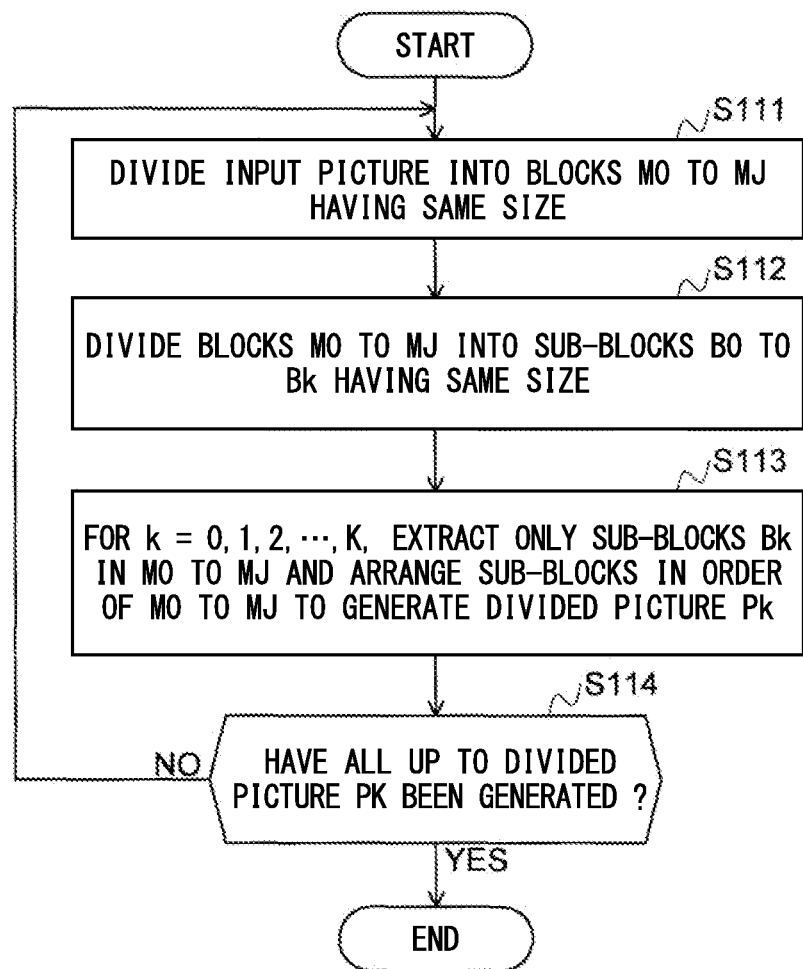 START
S111
DIVIDE INPUT PICTURE INTO BLOCKS M0 TO MJ
HAVING SAME SIZE
S112
DIVIDE BLOCKS M0 TO MJ INTO SUB-BLOCKS B0 TO
Bk HAVING SAME SIZE
S113
FOR k = 0, 1, 2, ···, K, EXTRACT ONLY SUB-BLOCKS Bk
IN M0 TO MJ AND ARRANGE SUB-BLOCKS IN ORDER
OF M0 TO MJ TO GENERATE DIVIDED PICTURE Pk
S114
HAVE ALL UP TO DIVIDED
PICTURE PK BEEN GENERATED ?
NO
YES
END